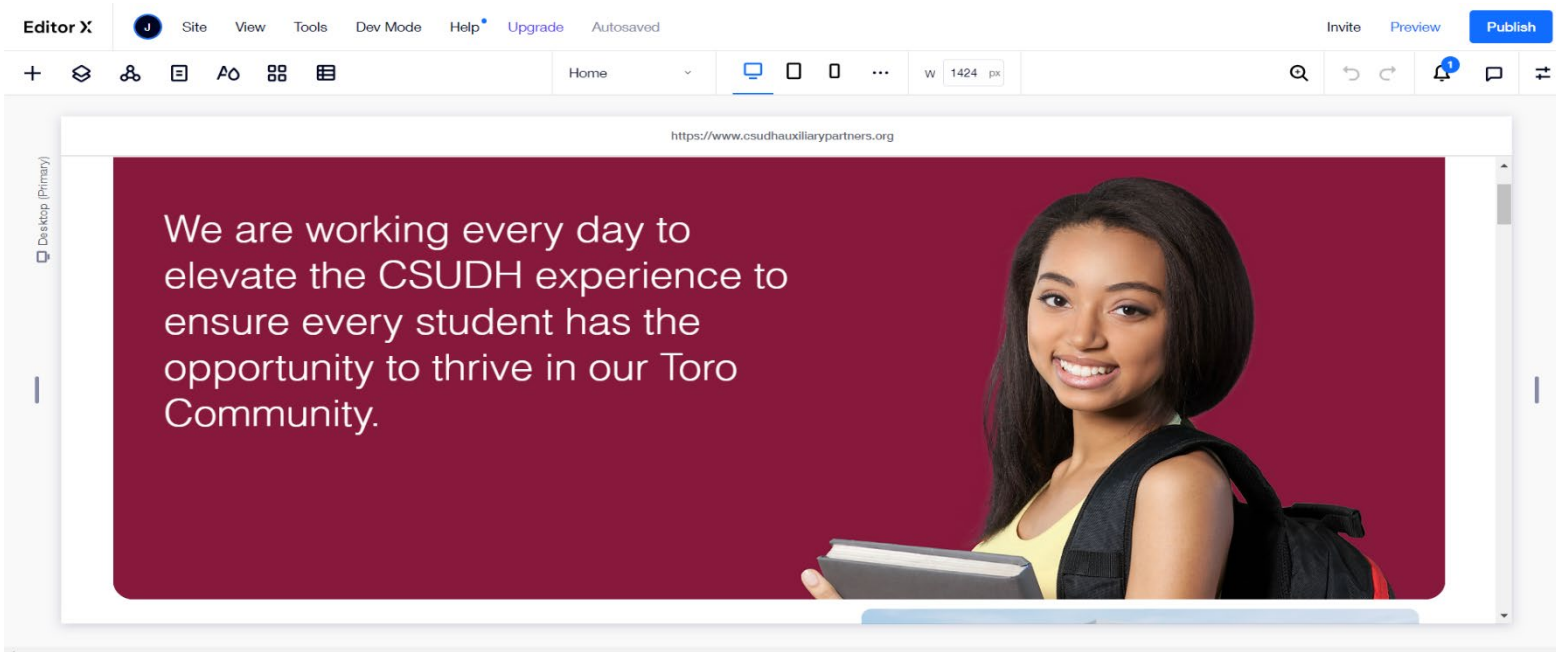 Editor X J Site View Tools Dev Mode Help Upgrade Autosaved Invite Preview Publish
Home W 1424 px 1
https://www.csudhauxiliarypartners.org
Desktop (Primary)
We are working every day to
elevate the CSUDH experience to
ensure every student has the
opportunity to thrive in our Toro
Community.